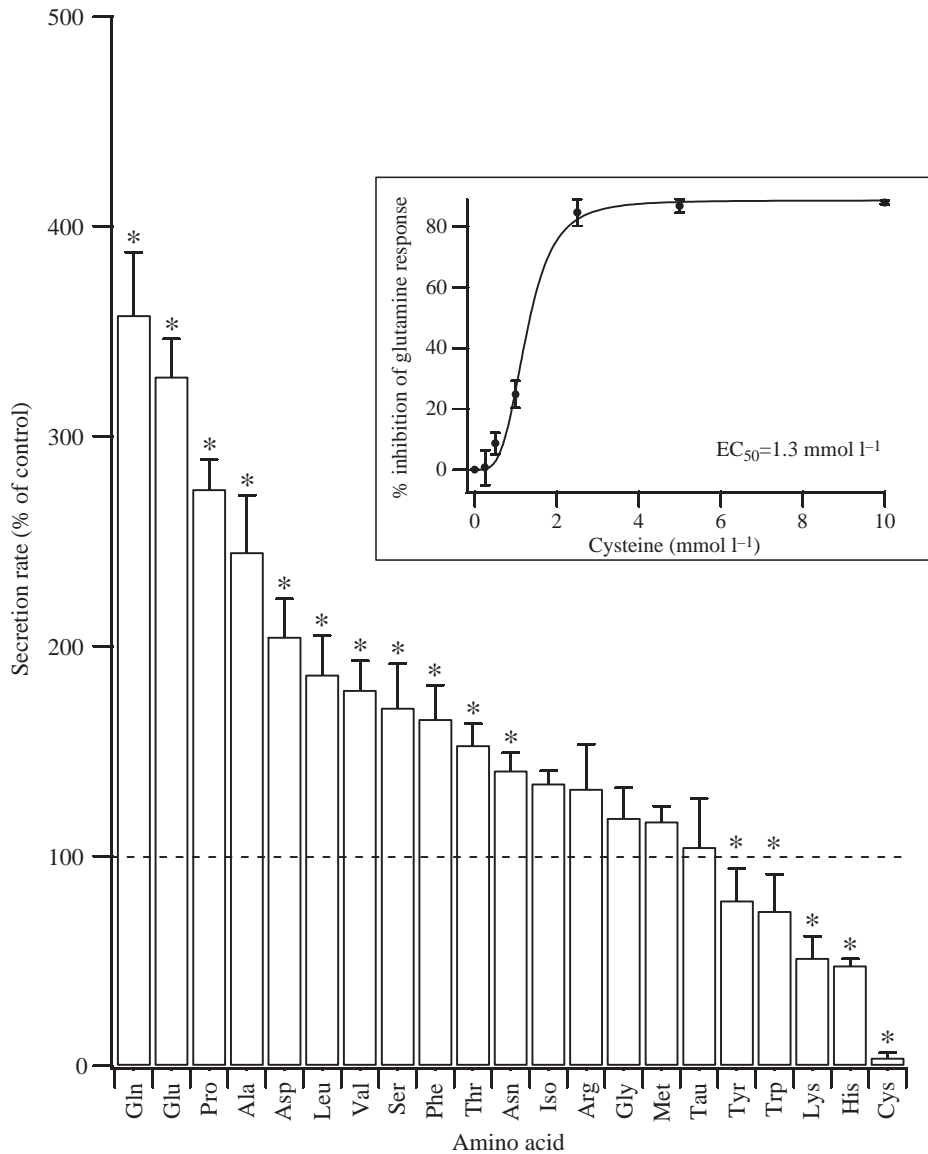 500
400
300
200
100
0
Secretion rate (% of control)
* * * * * * * * * * * * * * * *
Gln Glu Pro Ala Asp Leu Val Ser Phe Thr Asn Iso Arg Gly Met Tau Tyr Trp Lys His Cys
Amino acid
% inhibition of glutamine response
80
60
40
20
0
EC50=1.3 mmol l–1
0 2 4 6 8 10
Cysteine (mmol l–1)